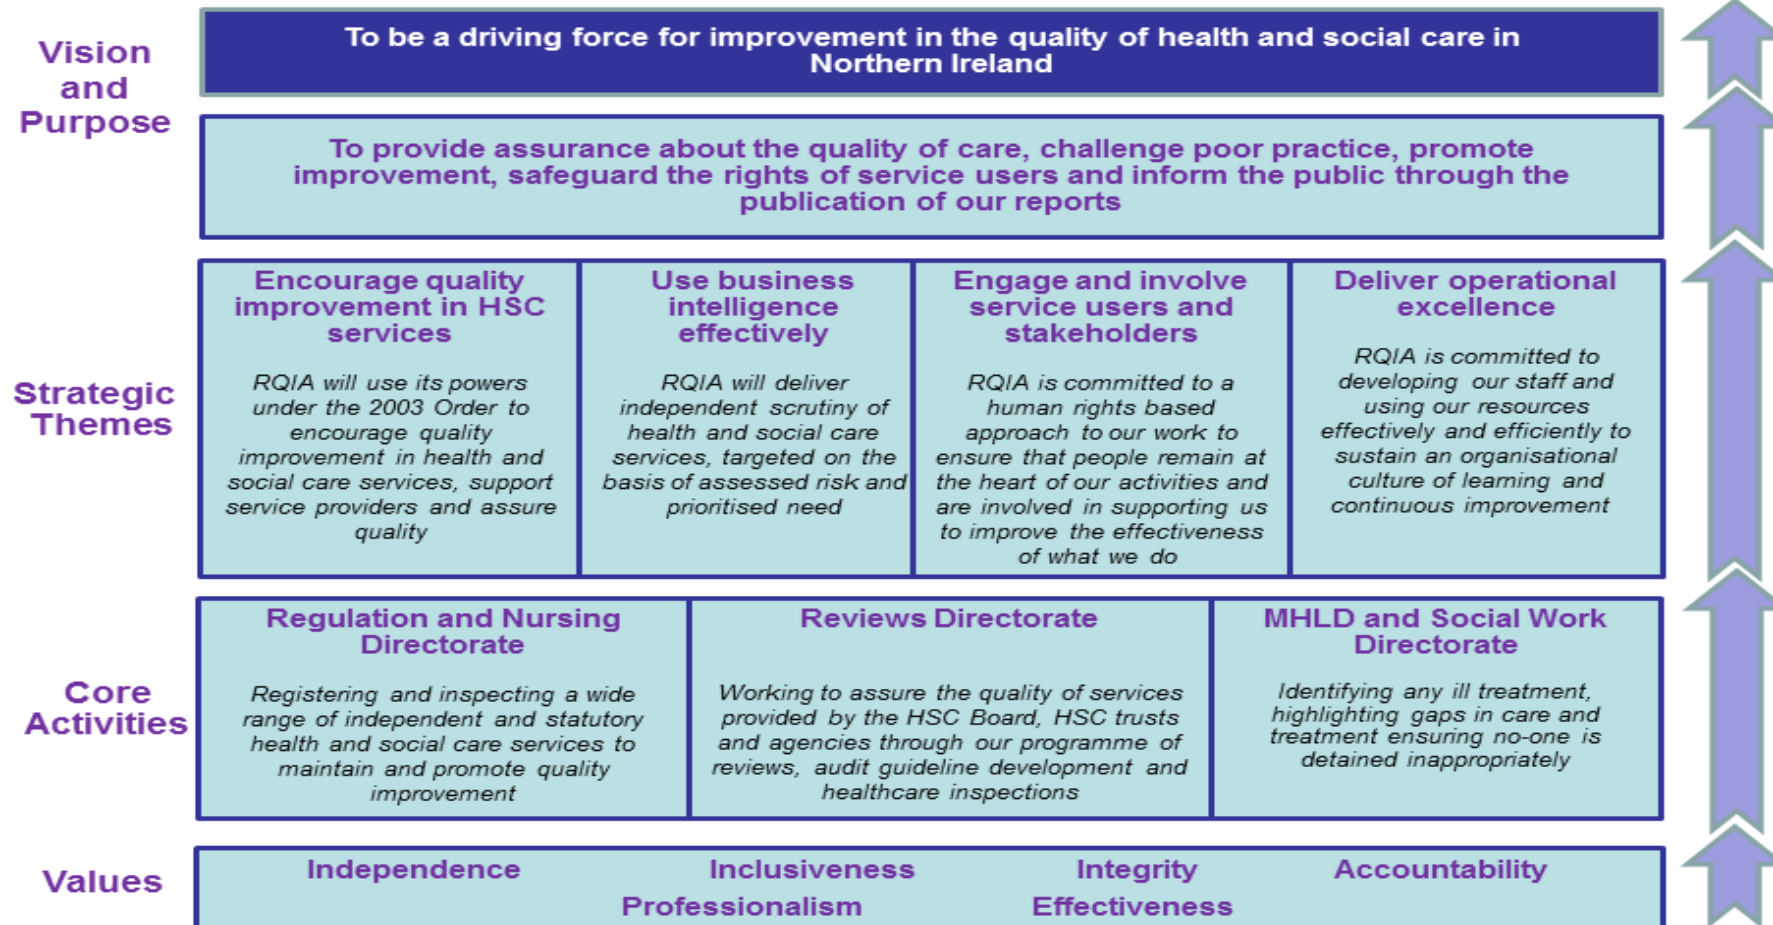 Vision
and
Purpose
To be a driving force for improvement in the quality of health and social care in
Northern Ireland
To provide assurance about the quality of care, challenge poor practice, promote
improvement, safeguard the rights of service users and inform the public through the
publication of our reports
Strategic
Themes
Encourage quality
improvement in HSC
services
RQIA will use its powers
under the 2003 Order to
encourage quality
improvement in health and
social care services, support
service providers and assure
quality
Use business
intelligence
effectively
RQIA will deliver
independent scrutiny of
health and social care
services, targeted on the
basis of assessed risk and
prioritised need
Engage and involve
service users and
stakeholders
RQIA is committed to a
human rights based
approach to our work to
ensure that people remain at
the heart of our activities and
are involved in supporting us
to improve the effectiveness
of what we do
Deliver operational
excellence
RQIA is committed to
developing our staff and
using our resources
effectively and efficiently to
sustain an organisational
culture of learning and
continuous improvement
Core
Activities
Regulation and Nursing
Directorate
Registering and inspecting a wide
range of independent and statutory
health and social care services to
maintain and promote quality
improvement
Reviews Directorate
Working to assure the quality of services
provided by the HSC Board, HSC trusts
and agencies through our programme of
reviews, audit guideline development and
healthcare inspections
MHLD and Social Work
Directorate
Identifying any ill treatment,
highlighting gaps in care and
treatment ensuring no-one is
detained inappropriately
Values
Independence Inclusiveness Integrity Accountability
Professionalism Effectiveness